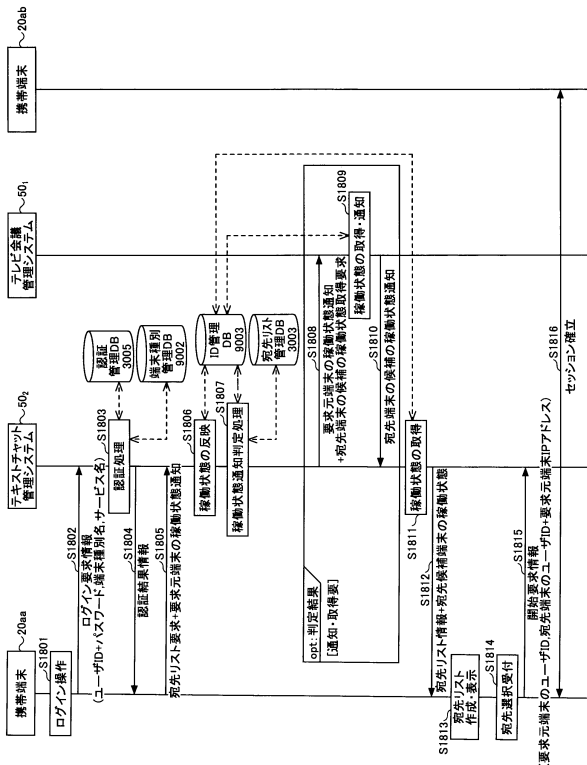 携帯端末
20aa
テキストチャット
管理システム
50₂
テレビ会議
管理システム
50₁
携帯端末
20ab
S1801
ログイン操作
S1802
ログイン要求情報
(ユーザID+パスワード,端末種別名,サービス名)
S1803
認証処理
認証
管理DB
3005
端末種別
管理DB
9002
S1804
認証結果情報
S1805
宛先リスト要求+要求元端末の稼働状態通知
S1806
稼働状態の反映
ID管理
DB
9003
S1807
稼働状態通知判定処理
宛先リスト
管理DB
3003
opt:判定結果
[通知・取得要]
S1808
要求元端末の稼働状態通知
+宛先端末の候補の稼働状態取得要求
S1809
稼働状態の取得・通知
S1810
宛先端末の候補の稼働状態通知
S1811
稼働状態の取得
S1812
宛先リスト情報+宛先候補端末の稼働状態
S1813
宛先リスト
作成・表示
S1814
宛先選択受付
S1815
開始要求情報
要求元端末のユーザID,宛先端末のユーザID+要求元端末IPアドレス)
S1816
セッション確立